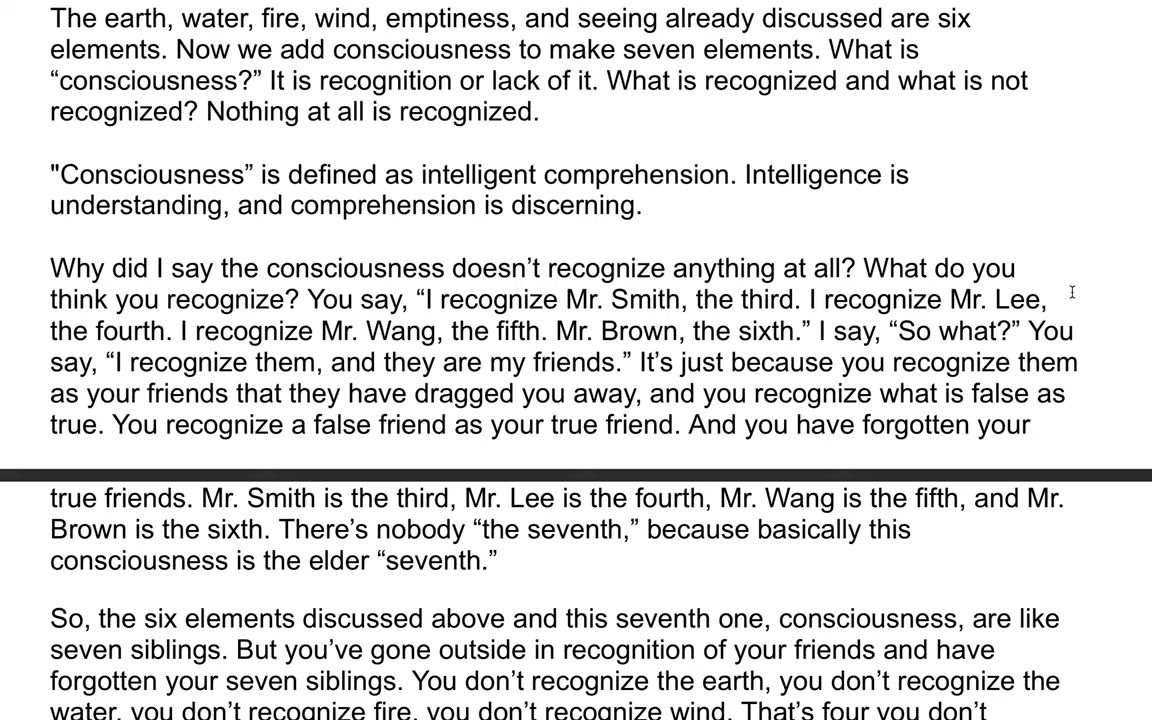 The earth, water, fire, wind, emptiness, and seeing already discussed are six
elements. Now we add consciousness to make seven elements. What is
“consciousness?” It is recognition or lack of it. What is recognized and what is not
recognized? Nothing at all is recognized.
"Consciousness” is defined as intelligent comprehension. Intelligence is
understanding, and comprehension is discerning.
Why did I say the consciousness doesn’t recognize anything at all? What do you
think you recognize? You say, “I recognize Mr. Smith, the third. I recognize Mr. Lee,
the fourth. I recognize Mr. Wang, the fifth. Mr. Brown, the sixth.” I say, “So what?” You
say, “I recognize them, and they are my friends.” It’s just because you recognize them
as your friends that they have dragged you away, and you recognize what is false as
true. You recognize a false friend as your true friend. And you have forgotten your
true friends. Mr. Smith is the third, Mr. Lee is the fourth, Mr. Wang is the fifth, and Mr.
Brown is the sixth. There’s nobody “the seventh,” because basically this
consciousness is the elder “seventh.”
So, the six elements discussed above and this seventh one, consciousness, are like
seven siblings. But you’ve gone outside in recognition of your friends and have
forgotten your seven siblings. You don’t recognize the earth, you don’t recognize the
water, you don’t recognize fire, you don’t recognize wind. That’s four you don’t